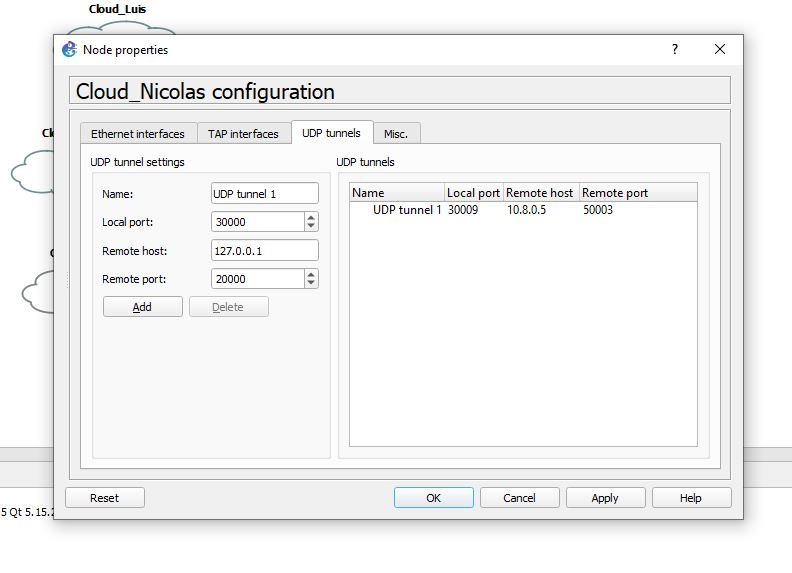 Cloud_Luis
Node properties
Cloud_Nicolas configuration
Ethernet interfaces TAP interfaces UDP tunnels Misc.
UDP tunnel settings
Name: UDP tunnel 1
Local port: 30000
Remote host: 127.0.0.1
Remote port: 20000
Add Delete
UDP tunnels
Name Local port Remote host Remote port
UDP tunnel 1 30009 10.8.0.5 50003
Reset OK Cancel Apply Help
5 Qt 5.15.2